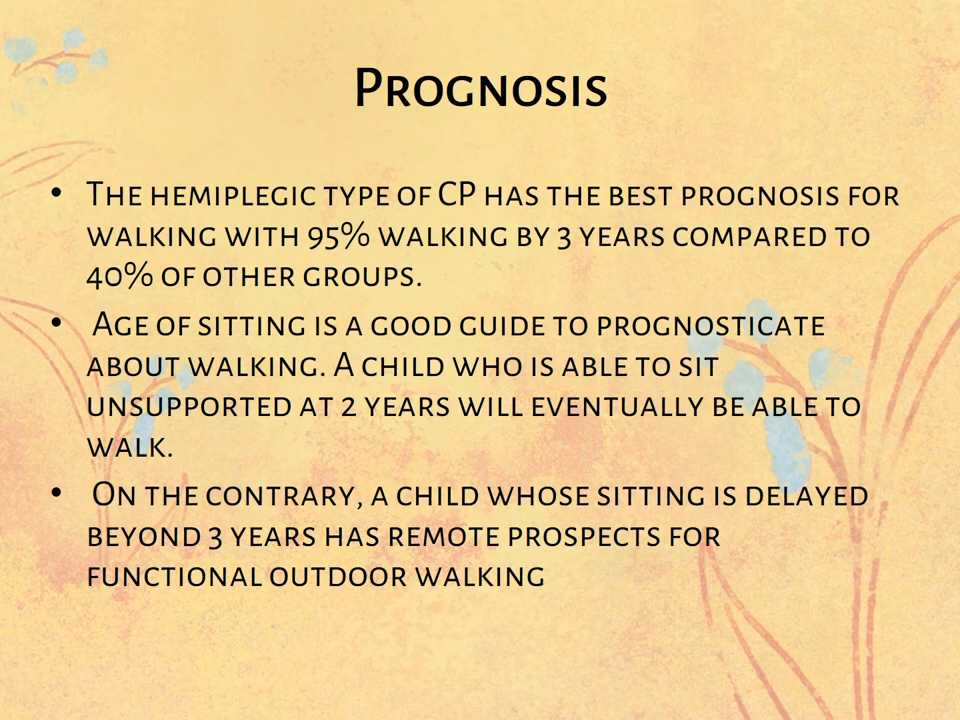 Prognosis
• The hemiplegic type of CP has the best prognosis for
walking with 95% walking by 3 years compared to
40% of other groups.
• Age of sitting is a good guide to prognosticate
about walking. A child who is able to sit
unsupported at 2 years will eventually be able to
walk.
• On the contrary, a child whose sitting is delayed
beyond 3 years has remote prospects for
functional outdoor walking